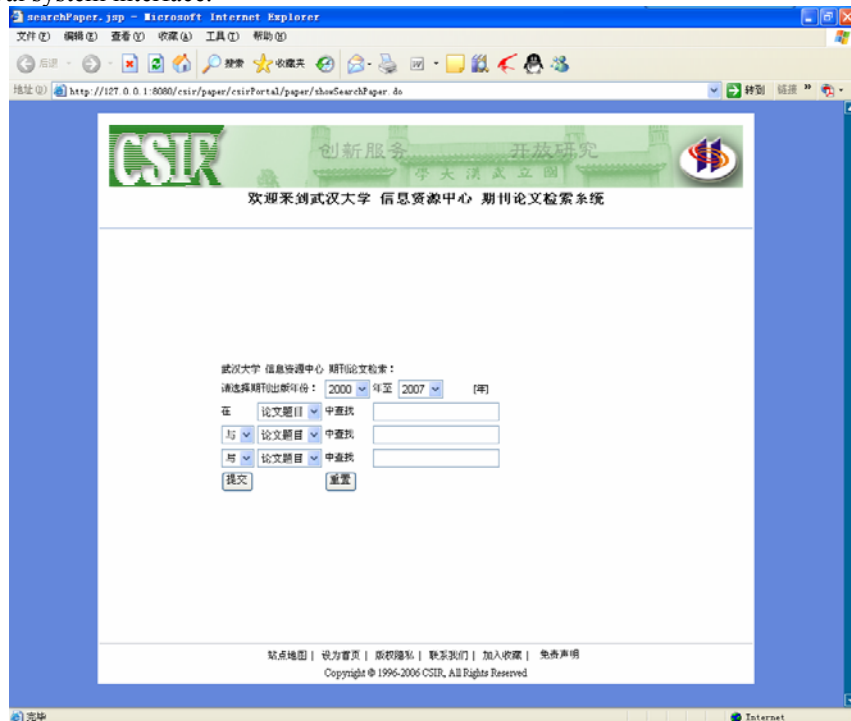 al system interface.
searchPaper.jsp - Microsoft Internet Explorer
文件(F) 编辑(E) 查看(V) 收藏(A) 工具(T) 帮助(H)
后退 搜索 收藏夹
地址(D) http://127.0.0.1:8080/csir/paper/csirPortal/paper/showSearchPaper.do 转到 链接 »
CSIR 创新服务 开放研究
學大漢武立國
欢迎来到武汉大学 信息资源中心 期刊论文检索系统
武汉大学 信息资源中心 期刊论文检索：
请选择期刊出版年份： 2000 年至 2007 [年]
在 论文题目 中查找
与 论文题目 中查找
与 论文题目 中查找
提交 重置
站点地图 | 设为首页 | 版权隐私 | 联系我们 | 加入收藏 | 免责声明
Copyright © 1996-2006 CSIR, All Rights Reserved
完毕 Internet